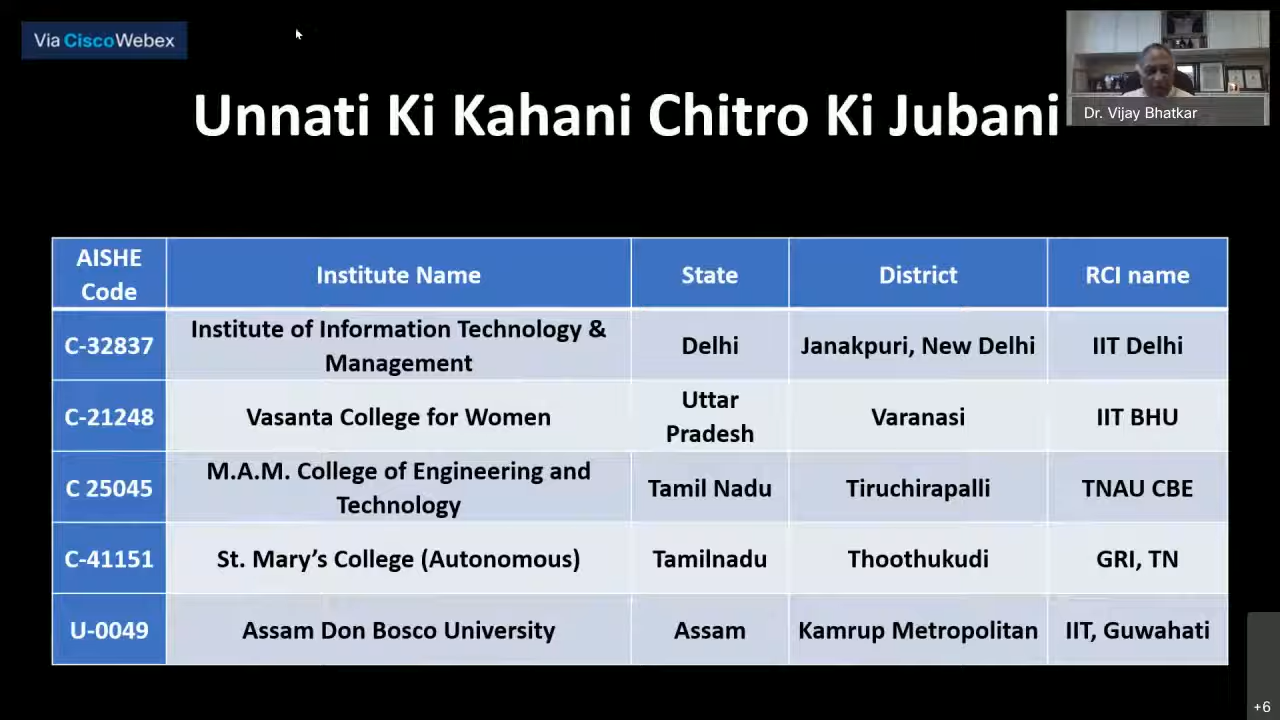 Via CiscoWebex
Dr. Vijay Bhatkar
Unnati Ki Kahani Chitro Ki Jubani
AISHE
Code
Institute Name
State
District
RCI name
C-32837
Institute of Information Technology &
Management
Delhi
Janakpuri, New Delhi
IIT Delhi
C-21248
Vasanta College for Women
Uttar
Pradesh
Varanasi
IIT BHU
C 25045
M.A.M. College of Engineering and
Technology
Tamil Nadu
Tiruchirapalli
TNAU CBE
C-41151
St. Mary’s College (Autonomous)
Tamilnadu
Thoothukudi
GRI, TN
U-0049
Assam Don Bosco University
Assam
Kamrup Metropolitan
IIT, Guwahati
+6